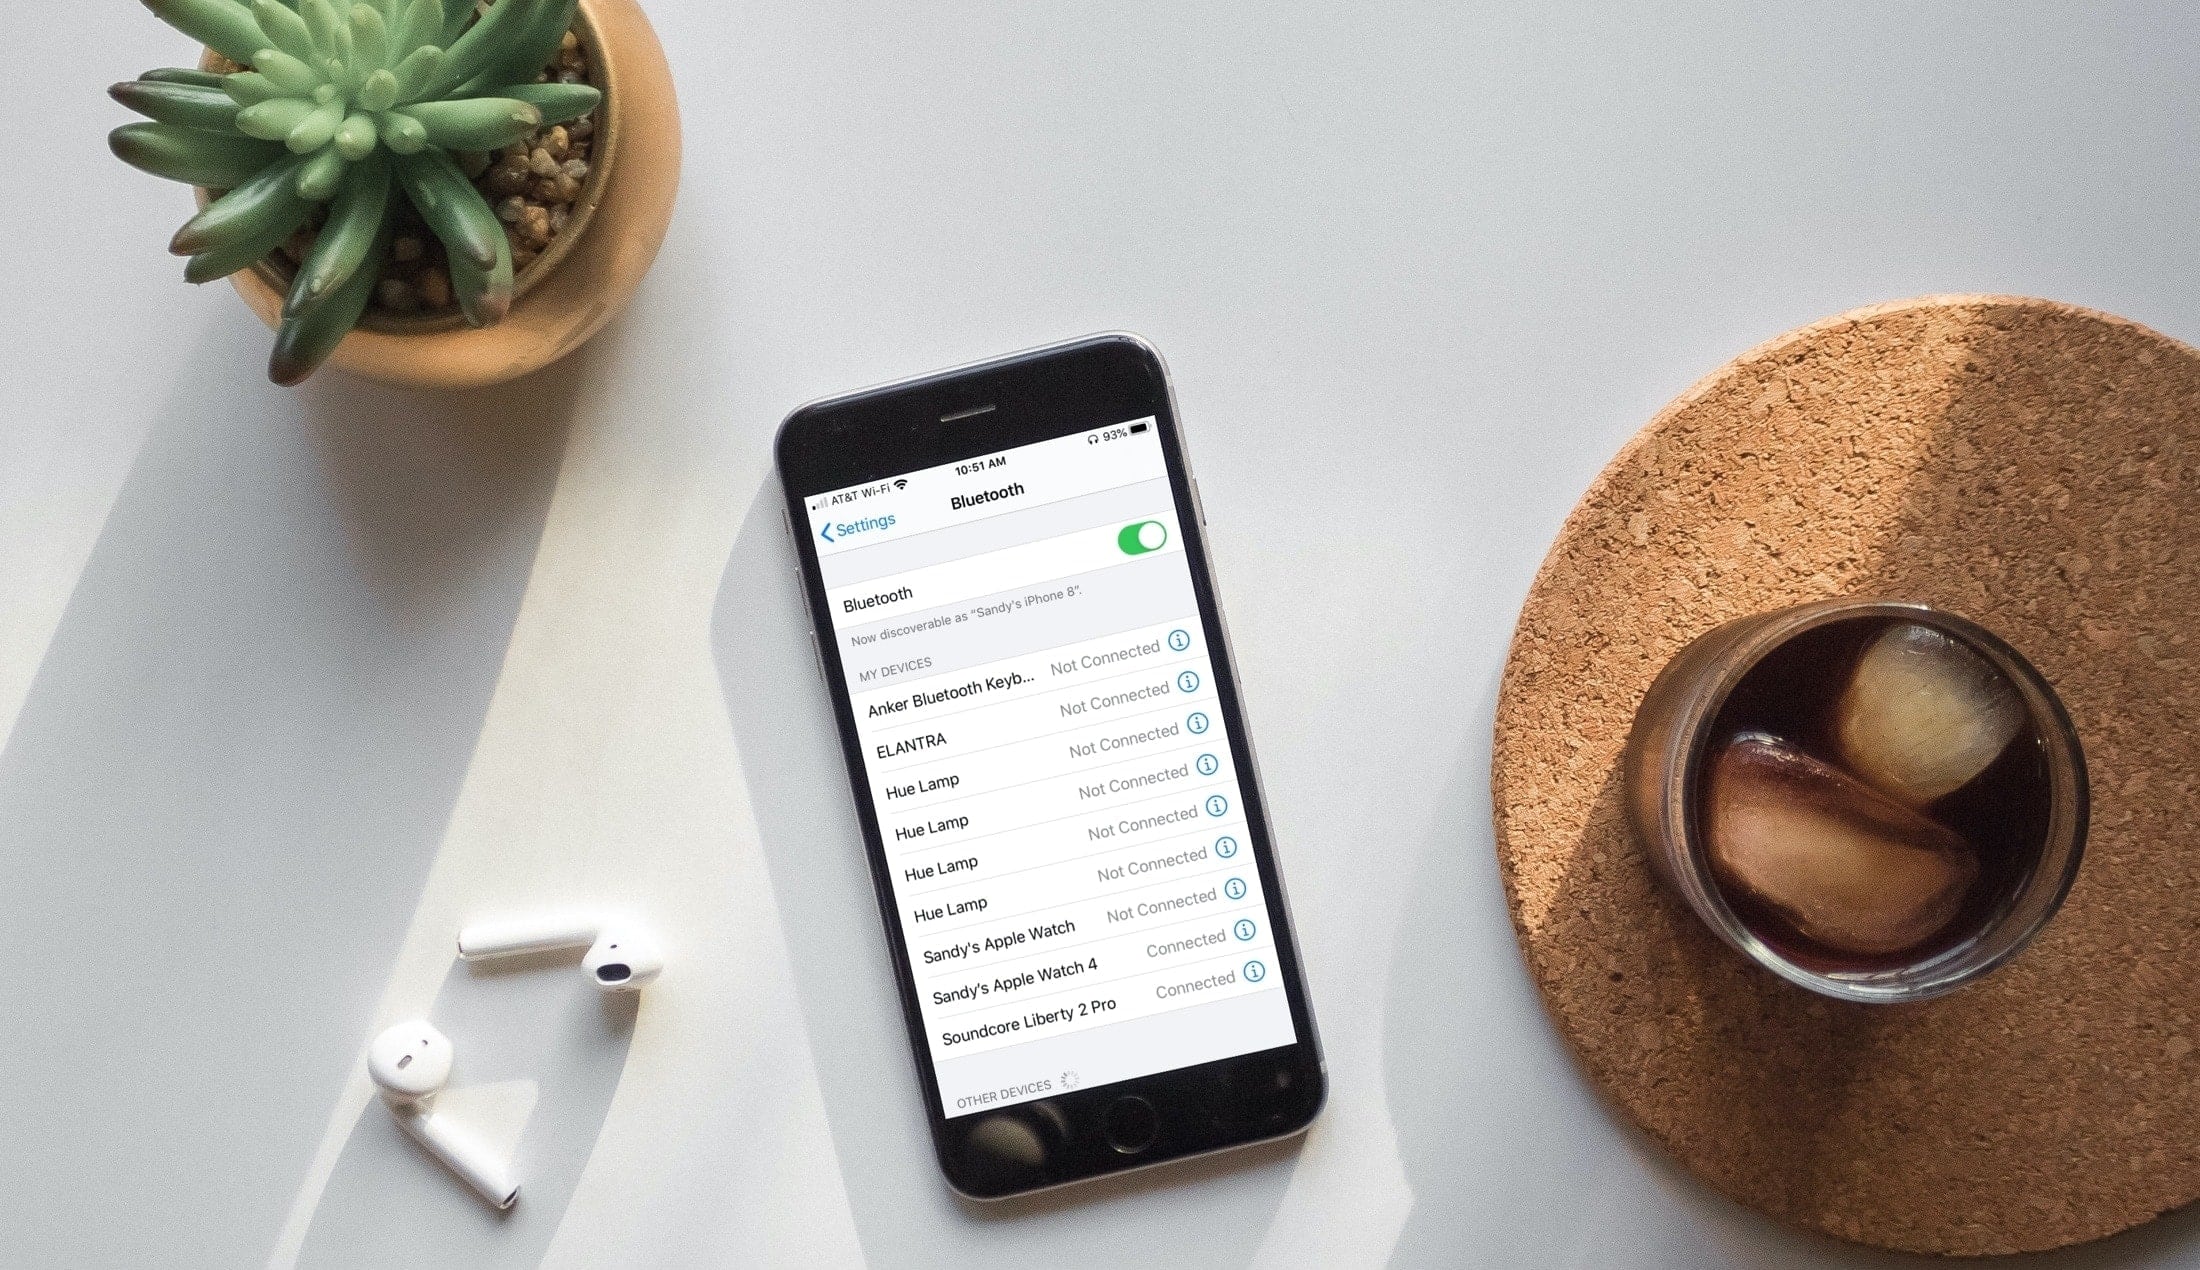 AT&T Wi-Fi 10:51 AM 93%
Settings Bluetooth
Bluetooth
Now discoverable as "Sandy's iPhone 8".
MY DEVICES
Anker Bluetooth Keyb... Not Connected
ELANTRA Not Connected
Hue Lamp Not Connected
Hue Lamp Not Connected
Hue Lamp Not Connected
Hue Lamp Not Connected
Sandy's Apple Watch Not Connected
Sandy's Apple Watch 4 Connected
Soundcore Liberty 2 Pro Connected
OTHER DEVICES